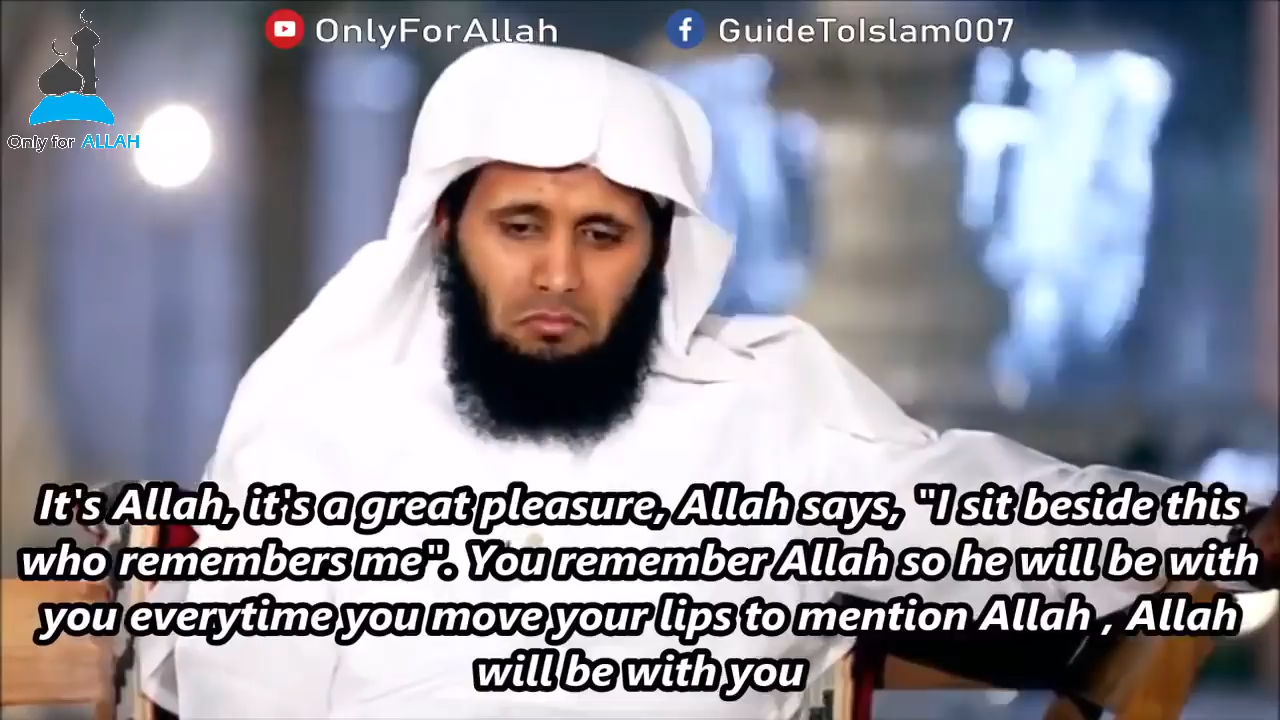 OnlyForAllah
GuideToIslam007
Only for ALLAH
It's Allah, it's a great pleasure, Allah says, "I sit beside this
who remembers me". You remember Allah so he will be with
you everytime you move your lips to mention Allah , Allah
will be with you